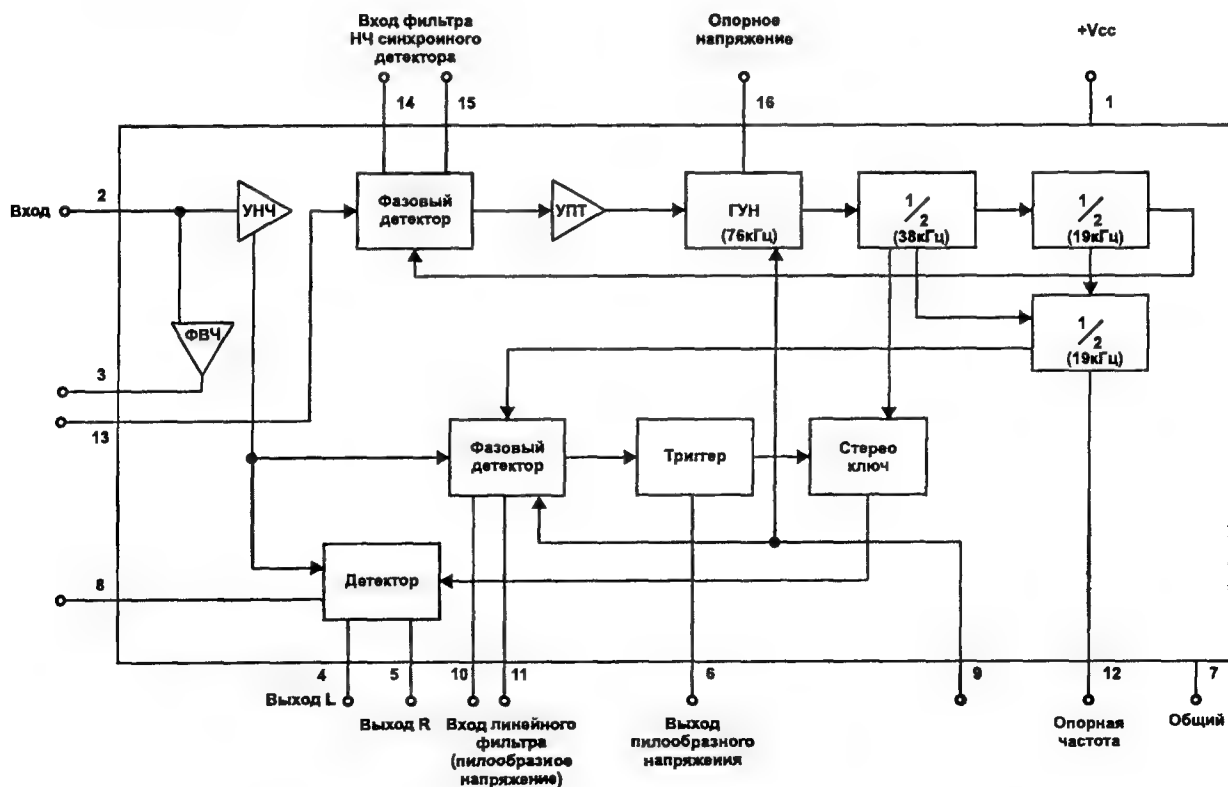 Вход фильтра
НЧ синхронного
детектора
Опорное
напряжение
+Vcc
14
15
16
1
2
Вход
УНЧ
Фазовый
детектор
УПТ
ГУН
(76кГц)
1/2
(38кГц)
1/2
(19кГц)
ФВЧ
1/2
(19кГц)
3
13
Фазовый
детектор
Триггер
Стерео
ключ
8
Детектор
4
5
10
11
6
9
12
7
Выход L
Выход R
Вход линейного
фильтра
(пилообразное
напряжение)
Выход
пилообразного
напряжения
Опорная
частота
Общий